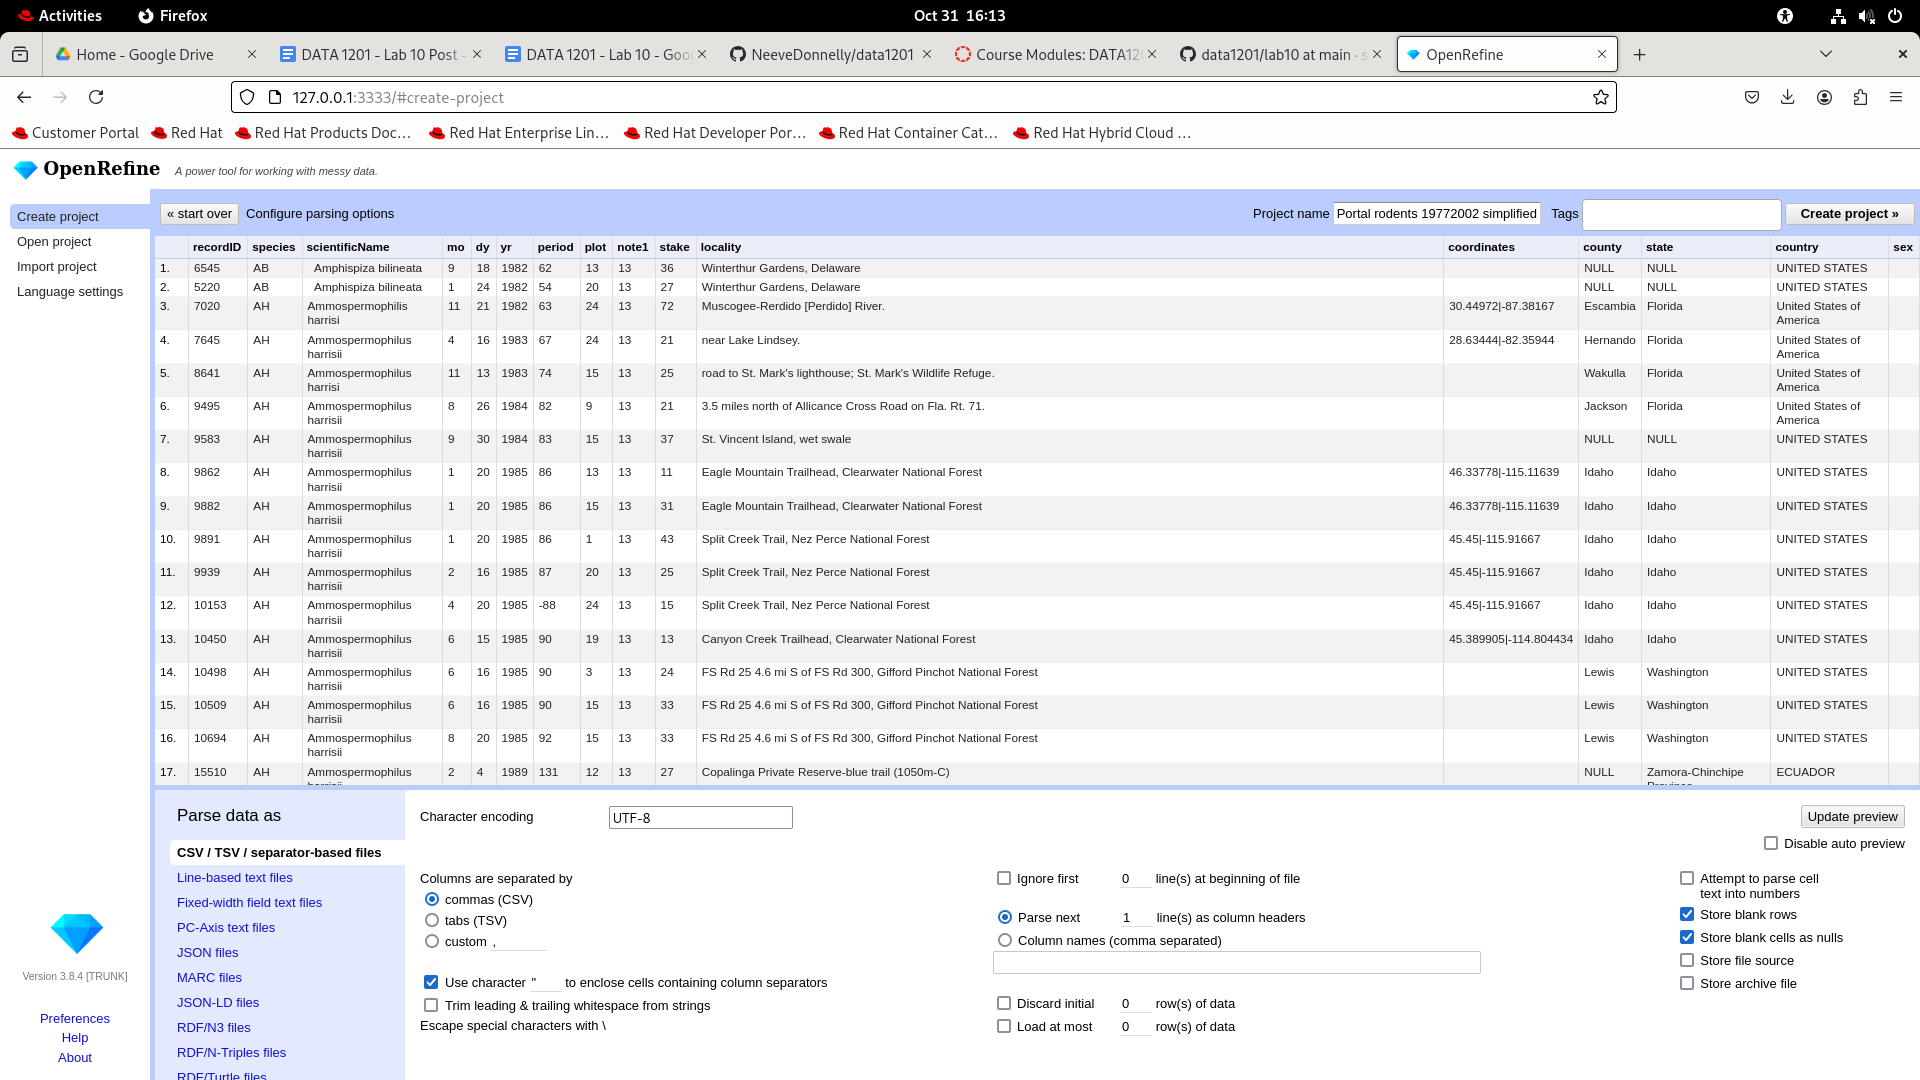 Activities Firefox Oct 31 16:13
Home - Google Drive DATA 1201 - Lab 10 Post - DATA 1201 - Lab 10 - Goo NeeveDonnelly/data1201 Course Modules: DATA12 data1201/lab10 at main · s OpenRefine
127.0.0.1:3333/#create-project
Customer Portal Red Hat Red Hat Products Doc… Red Hat Enterprise Lin… Red Hat Developer Por… Red Hat Container Cat… Red Hat Hybrid Cloud …
OpenRefine A power tool for working with messy data.
Create project
Open project
Import project
Language settings
« start over Configure parsing options Project name Portal rodents 19772002 simplified Tags Create project »
recordID species scientificName mo dy yr period plot note1 stake locality coordinates county state country sex
1. 6545 AB Amphispiza bilineata 9 18 1982 62 13 13 36 Winterthur Gardens, Delaware NULL NULL UNITED STATES
2. 5220 AB Amphispiza bilineata 1 24 1982 54 20 13 27 Winterthur Gardens, Delaware NULL NULL UNITED STATES
3. 7020 AH Ammospermophilis 11 21 1982 63 24 13 72 Muscogee-Rerdido [Perdido] River. 30.44972|-87.38167 Escambia Florida United States of
harrisi America
4. 7645 AH Ammospermophilus 4 16 1983 67 24 13 21 near Lake Lindsey. 28.63444|-82.35944 Hernando Florida United States of
harrisii America
5. 8641 AH Ammospermophilus 11 13 1983 74 15 13 25 road to St. Mark's lighthouse; St. Mark's Wildlife Refuge. Wakulla Florida United States of
harrisi America
6. 9495 AH Ammospermophilus 8 26 1984 82 9 13 21 3.5 miles north of Allicance Cross Road on Fla. Rt. 71. Jackson Florida United States of
harrisii America
7. 9583 AH Ammospermophilus 9 30 1984 83 15 13 37 St. Vincent Island, wet swale NULL NULL UNITED STATES
harrisii
8. 9862 AH Ammospermophilus 1 20 1985 86 13 13 11 Eagle Mountain Trailhead, Clearwater National Forest 46.33778|-115.11639 Idaho Idaho UNITED STATES
harrisii
9. 9882 AH Ammospermophilus 1 20 1985 86 15 13 31 Eagle Mountain Trailhead, Clearwater National Forest 46.33778|-115.11639 Idaho Idaho UNITED STATES
harrisii
10. 9891 AH Ammospermophilus 1 20 1985 86 1 13 43 Split Creek Trail, Nez Perce National Forest 45.45|-115.91667 Idaho Idaho UNITED STATES
harrisii
11. 9939 AH Ammospermophilus 2 16 1985 87 20 13 25 Split Creek Trail, Nez Perce National Forest 45.45|-115.91667 Idaho Idaho UNITED STATES
harrisii
12. 10153 AH Ammospermophilus 4 20 1985 -88 24 13 15 Split Creek Trail, Nez Perce National Forest 45.45|-115.91667 Idaho Idaho UNITED STATES
harrisii
13. 10450 AH Ammospermophilus 6 15 1985 90 19 13 13 Canyon Creek Trailhead, Clearwater National Forest 45.389905|-114.804434 Idaho Idaho UNITED STATES
harrisii
14. 10498 AH Ammospermophilus 6 16 1985 90 3 13 24 FS Rd 25 4.6 mi S of FS Rd 300, Gifford Pinchot National Forest Lewis Washington UNITED STATES
harrisii
15. 10509 AH Ammospermophilus 6 16 1985 90 15 13 33 FS Rd 25 4.6 mi S of FS Rd 300, Gifford Pinchot National Forest Lewis Washington UNITED STATES
harrisii
16. 10694 AH Ammospermophilus 8 20 1985 92 15 13 33 FS Rd 25 4.6 mi S of FS Rd 300, Gifford Pinchot National Forest Lewis Washington UNITED STATES
harrisii
17. 15510 AH Ammospermophilus 2 4 1989 131 12 13 27 Copalinga Private Reserve-blue trail (1050m-C) NULL Zamora-Chinchipe ECUADOR
harrisii Province
Parse data as
CSV / TSV / separator-based files
Line-based text files
Fixed-width field text files
PC-Axis text files
JSON files
MARC files
JSON-LD files
RDF/N3 files
RDF/N-Triples files
RDF/Turtle files
Character encoding UTF-8 Update preview
Disable auto preview
Columns are separated by
commas (CSV)
tabs (TSV)
custom ,
Use character " to enclose cells containing column separators
Trim leading & trailing whitespace from strings
Escape special characters with \
Ignore first 0 line(s) at beginning of file
Parse next 1 line(s) as column headers
Column names (comma separated)
Discard initial 0 row(s) of data
Load at most 0 row(s) of data
Attempt to parse cell
text into numbers
Store blank rows
Store blank cells as nulls
Store file source
Store archive file
Version 3.8.4 [TRUNK]
Preferences
Help
About